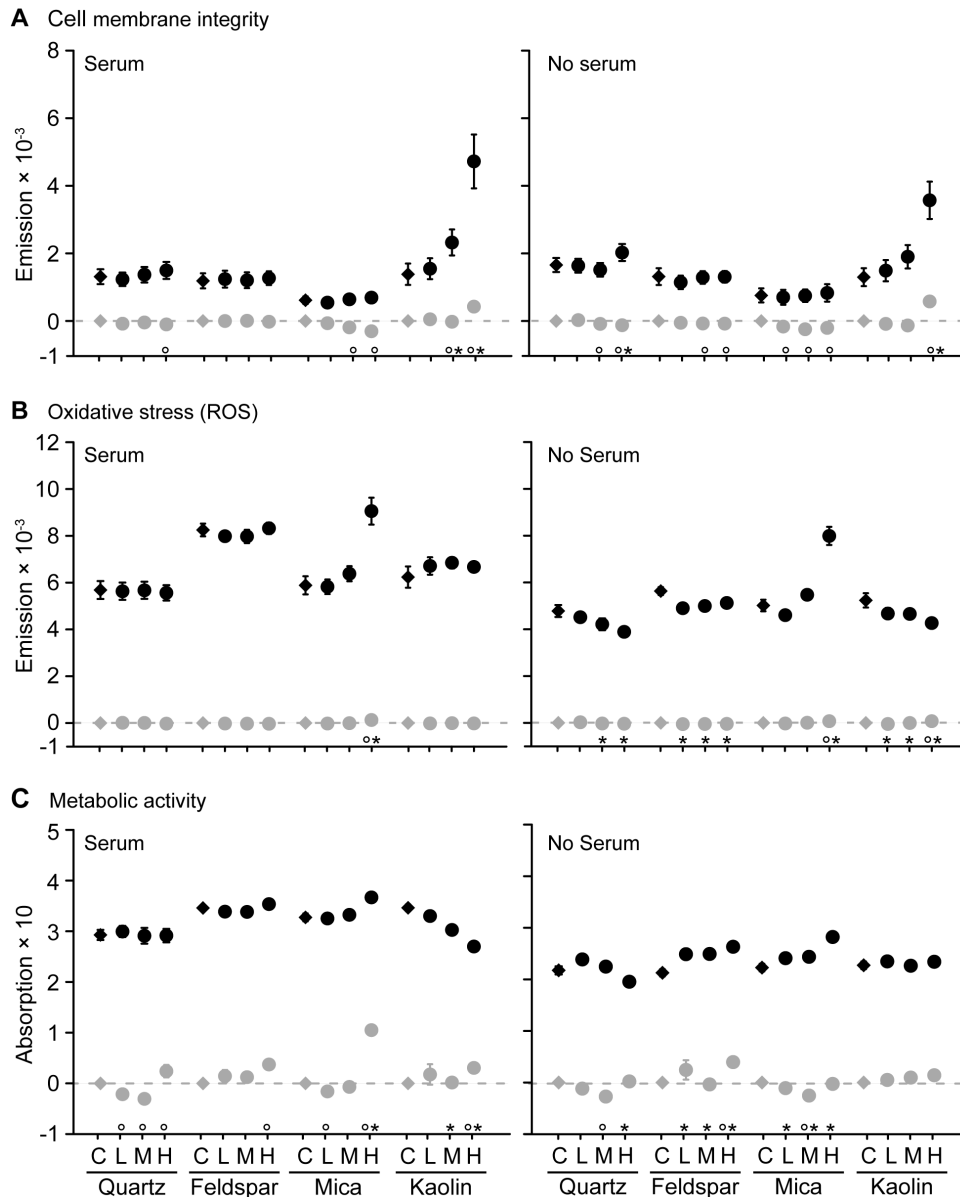 A Cell membrane integrity
Serum
No serum
8
6
4
2
0
-1
Emission × 10⁻³
° ° ° °* °*
° °* ° ° ° ° ° °*
B Oxidative stress (ROS)
Serum
No Serum
12
10
8
6
4
2
0
-1
Emission × 10⁻³
°*
* * * * * °* * * °*
C Metabolic activity
Serum
No Serum
5
4
3
2
1
0
-1
Absorption × 10
° ° ° ° ° °* * °*
° * * * °* * °* *
C L M H C L M H C L M H C L M H
Quartz Feldspar Mica Kaolin
C L M H C L M H C L M H C L M H
Quartz Feldspar Mica Kaolin